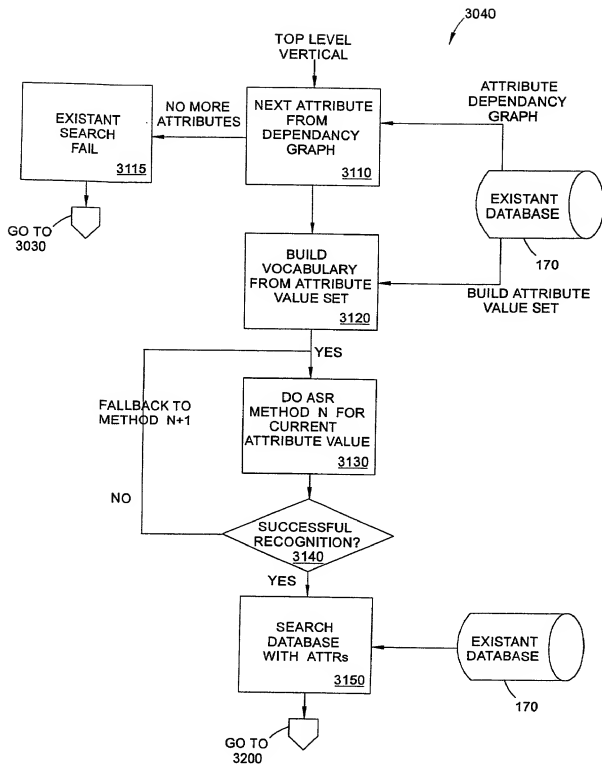 3040
TOP LEVEL
VERTICAL
EXISTANT
SEARCH
FAIL
3115
NO MORE
ATTRIBUTES
NEXT ATTRIBUTE
FROM
DEPENDANCY
GRAPH
3110
ATTRIBUTE
DEPENDANCY
GRAPH
EXISTANT
DATABASE
170
GO TO
3030
BUILD
VOCABULARY
FROM ATTRIBUTE
VALUE SET
3120
BUILD ATTRIBUTE
VALUE SET
YES
FALLBACK TO
METHOD N+1
DO ASR
METHOD N FOR
CURRENT
ATTRIBUTE VALUE
3130
NO
SUCCESSFUL
RECOGNITION?
3140
YES
SEARCH
DATABASE
WITH ATTRs
3150
EXISTANT
DATABASE
170
GO TO
3200